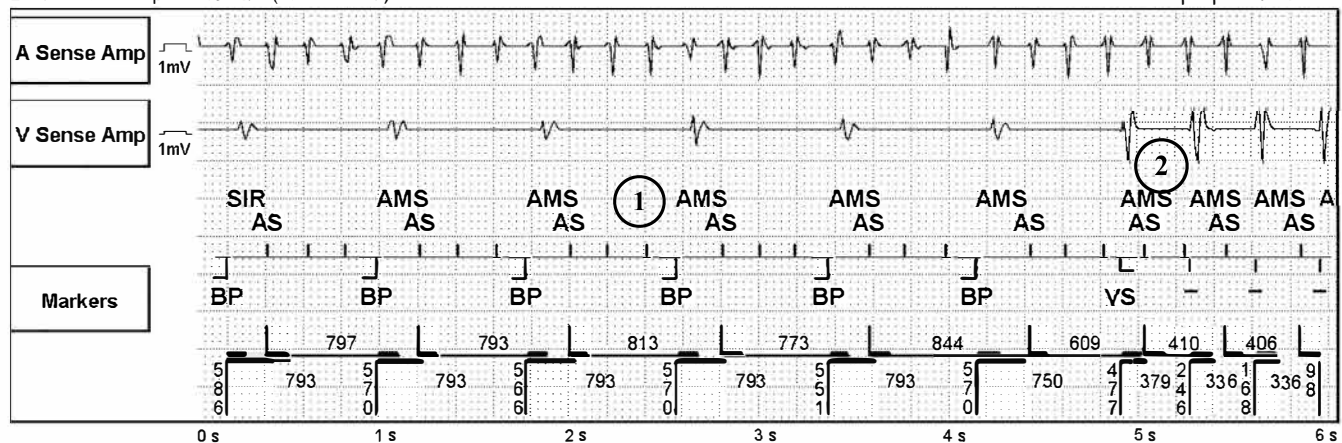 A Sense Amp
1mV
V Sense Amp
1mV
1
2
SIR AMS AMS AMS AMS AMS AMS AMS AMS A
AS AS AS AS AS AS AS AS AS
Markers
BP BP BP BP BP BP VS
797 793 813 773 844 609 410 406
586 793 570 793 566 793 570 793 551 793 570 750 477 379 246 336 168 336 98
0 s 1 s 2 s 3 s 4 s 5 s 6 s